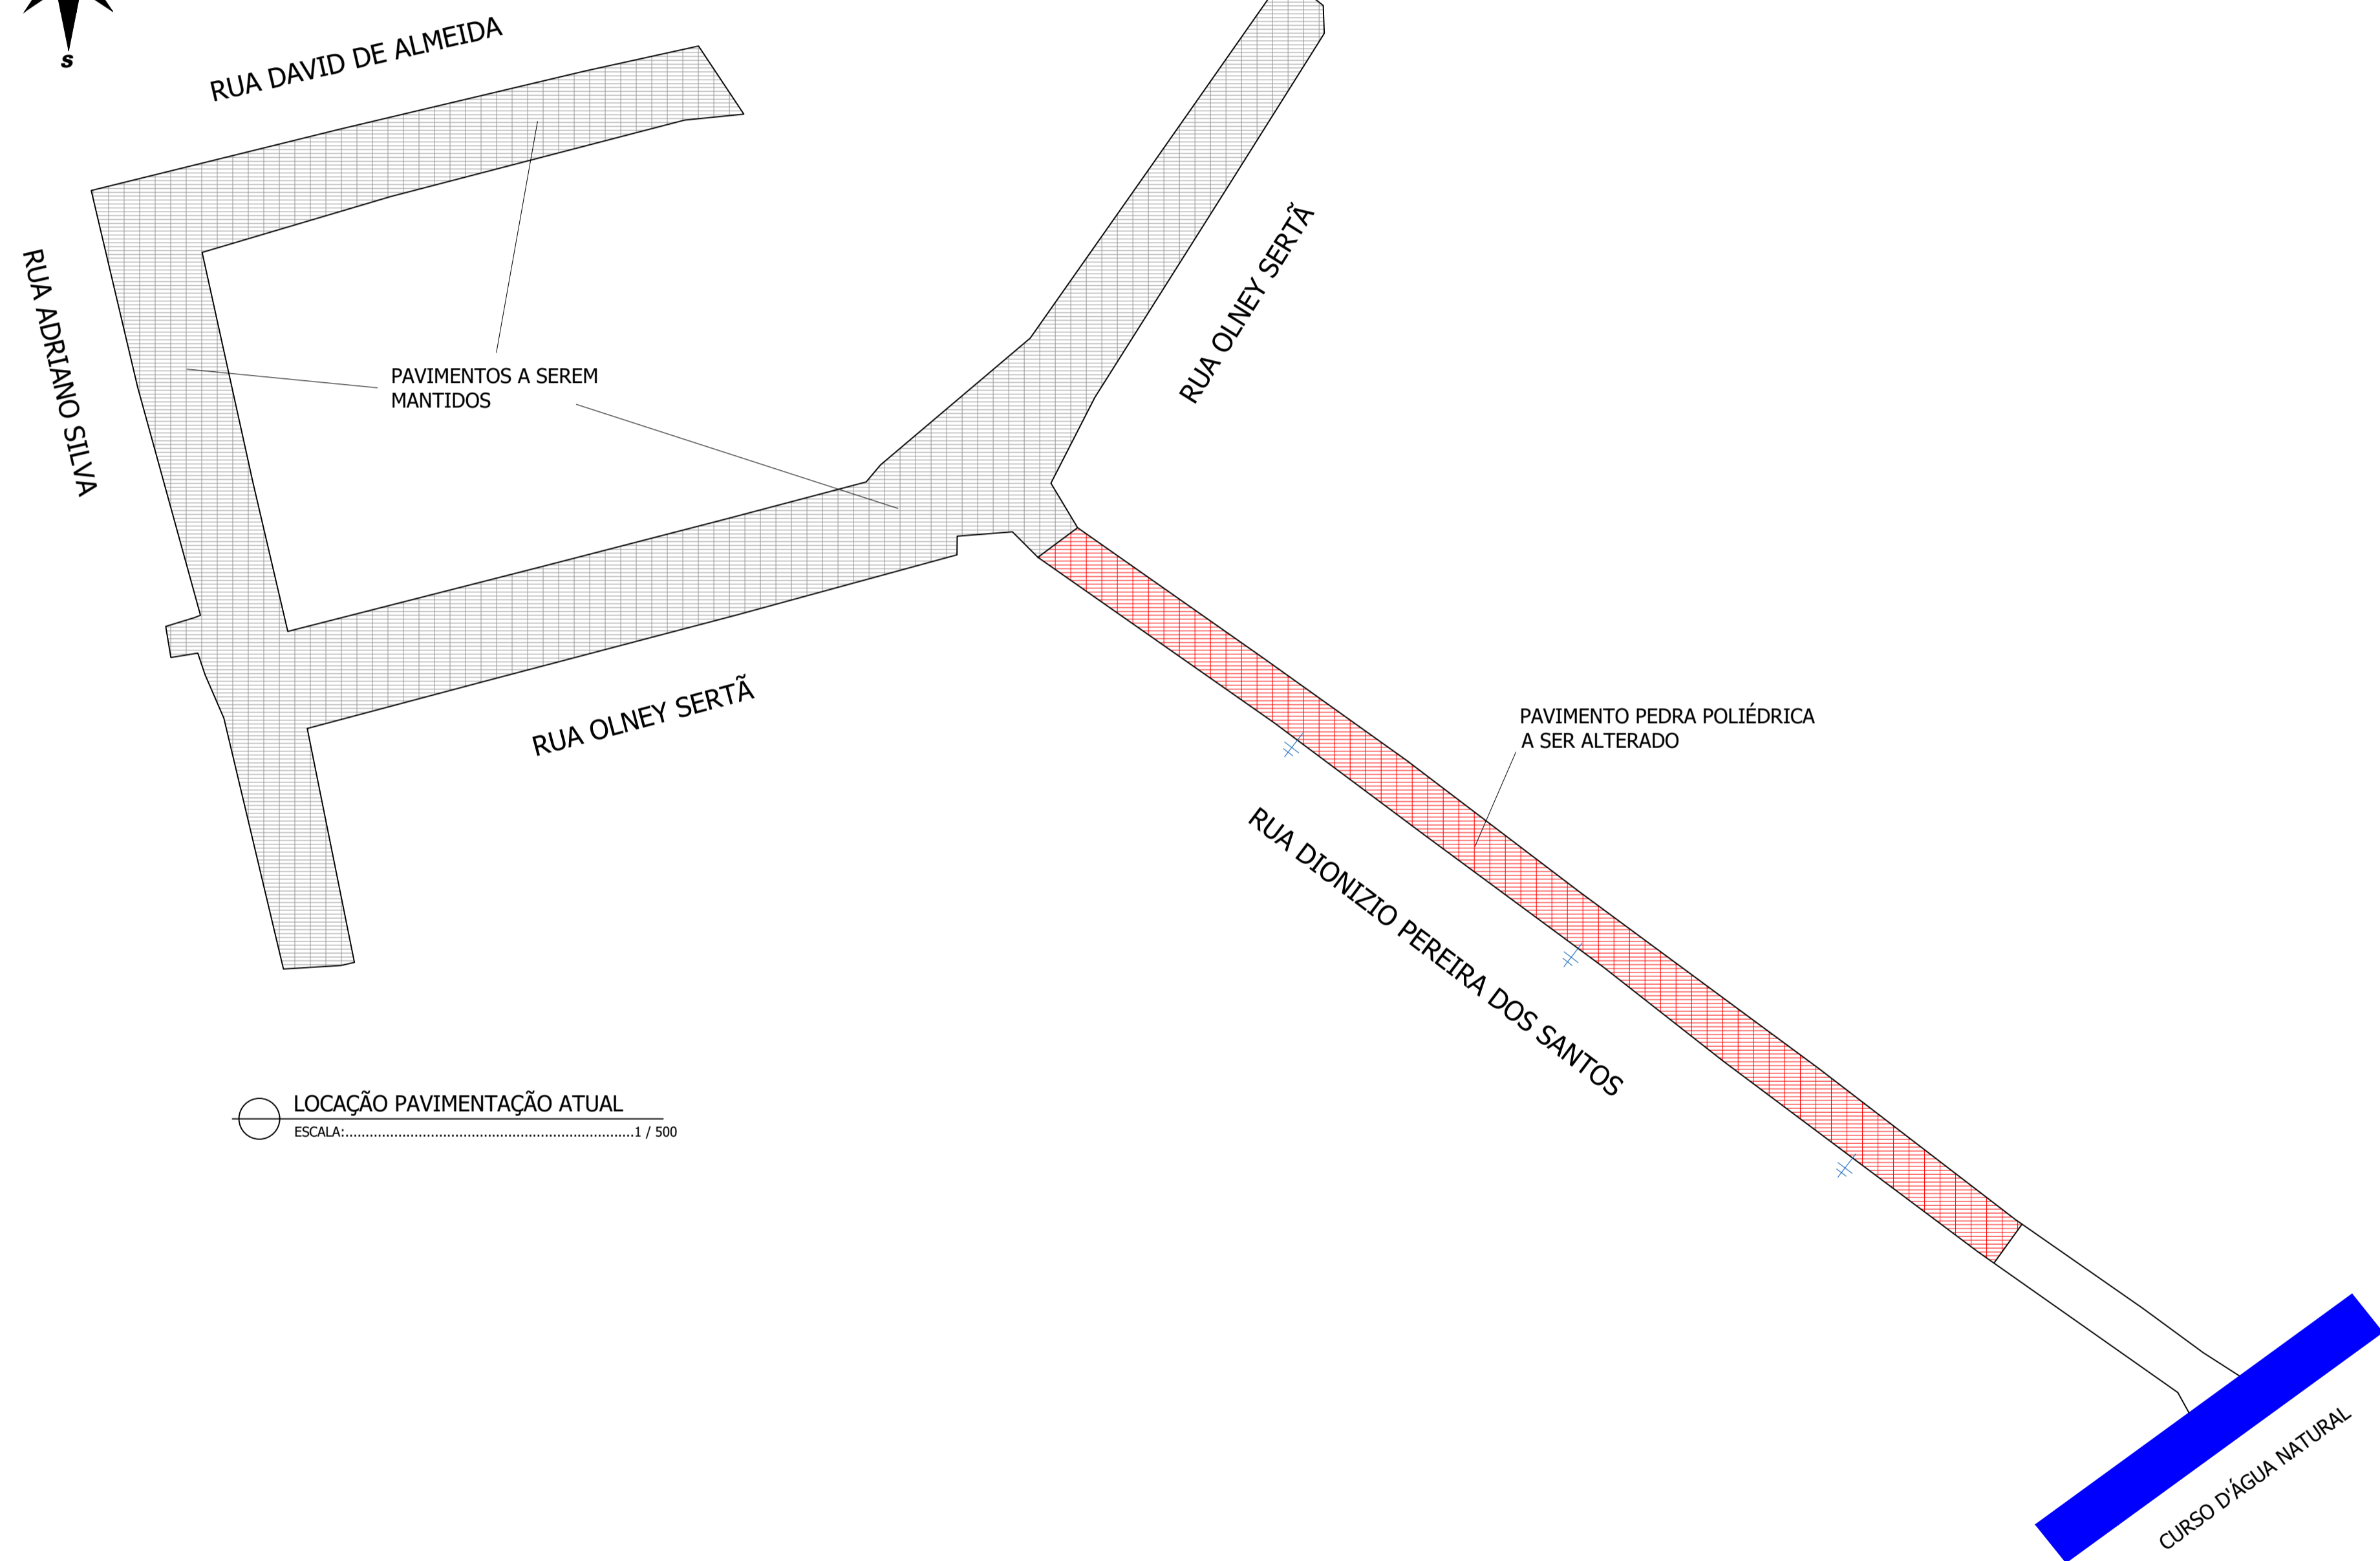 S
RUA DAVID DE ALMEIDA
RUA ADRIANO SILVA
RUA OLNEY SERTÃ
PAVIMENTOS A SEREM
MANTIDOS
RUA OLNEY SERTÃ
PAVIMENTO PEDRA POLIÉDRICA
A SER ALTERADO
RUA DIONIZIO PEREIRA DOS SANTOS
LOCAÇÃO PAVIMENTAÇÃO ATUAL
ESCALA:...................................................................1 / 500
CURSO D'ÁGUA NATURAL